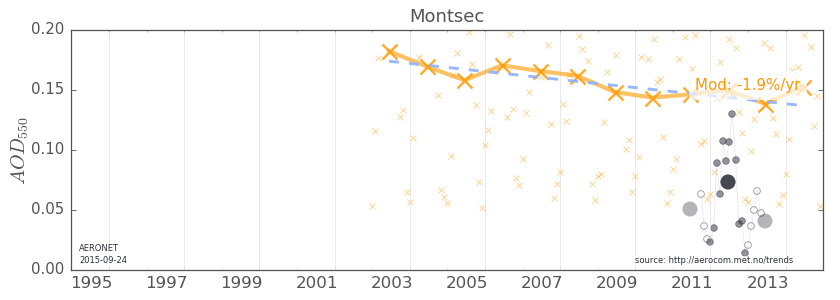 Montsec
0.20
0.15
0.10
0.05
0.00
AOD550
Mod: -1.9%/yr
AERONET
2015-09-24
source: http://aerocom.met.no/trends
1995 1997 1999 2001 2003 2005 2007 2009 2011 2013